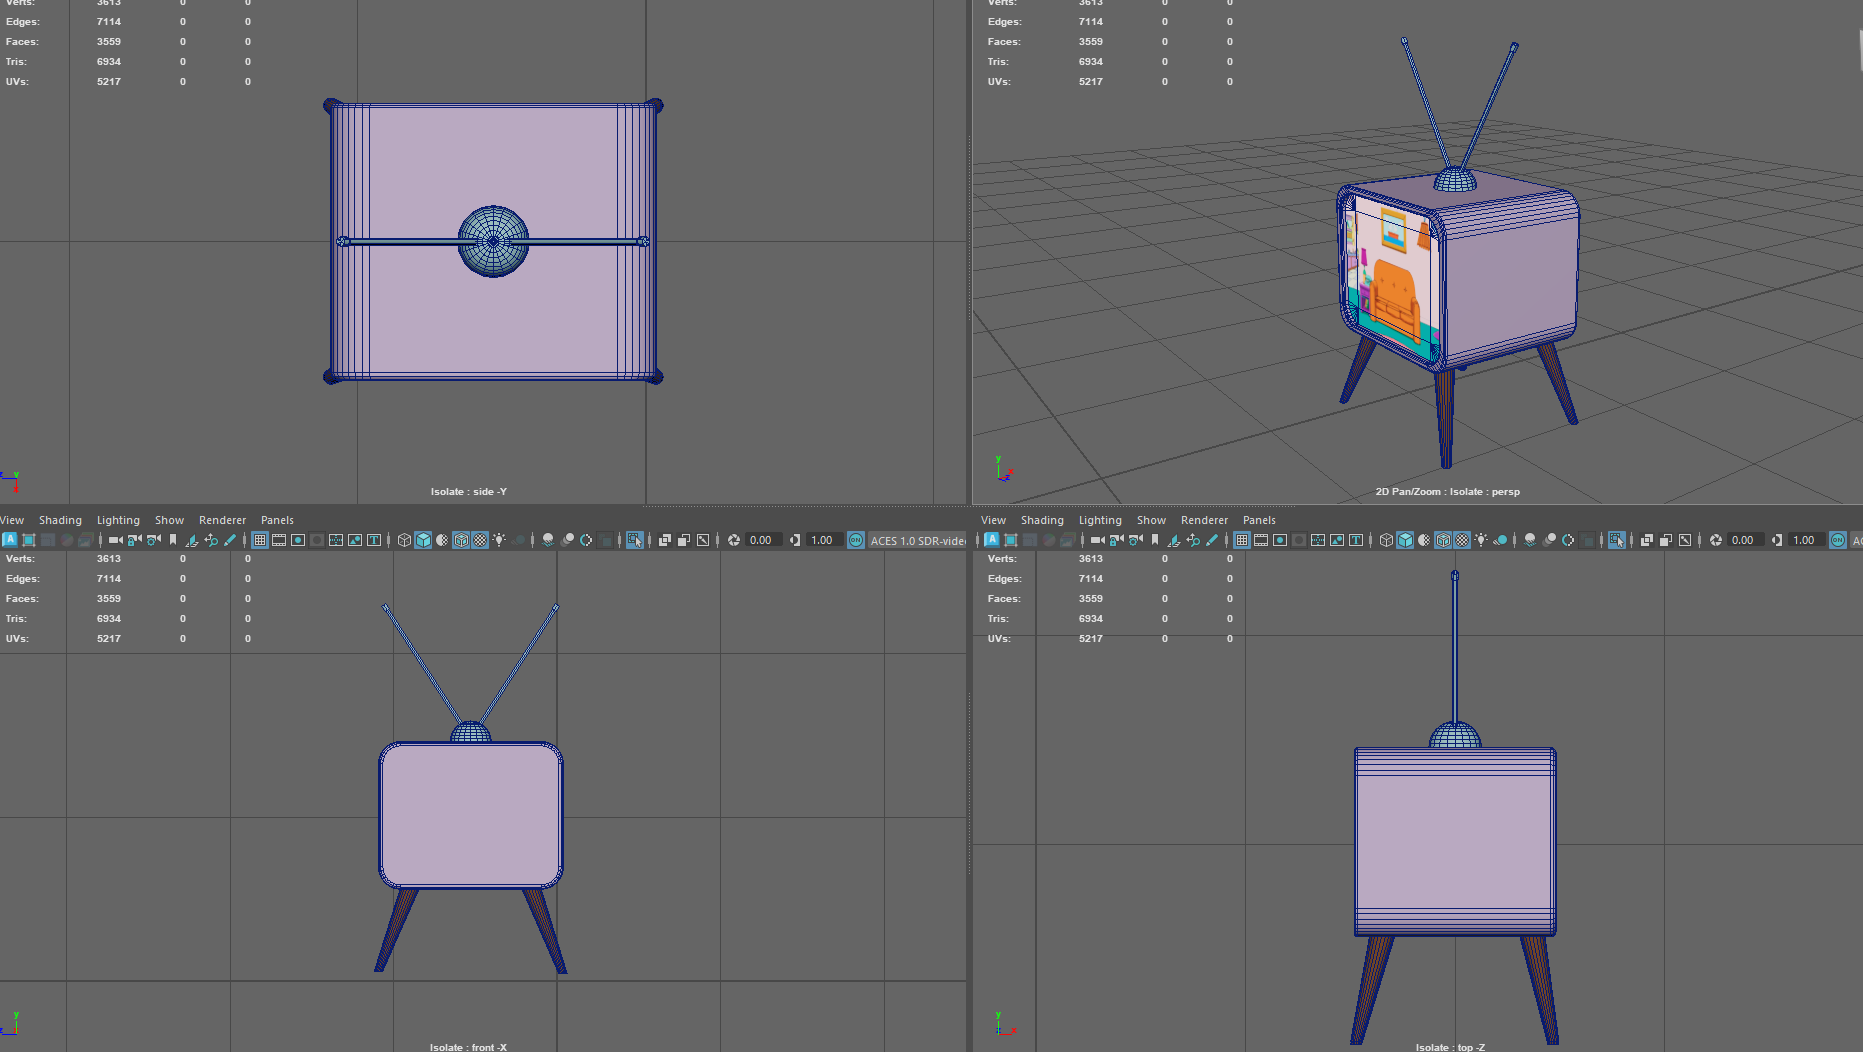 Verts: 3613 0 0
Edges: 7114 0 0
Faces: 3559 0 0
Tris: 6934 0 0
UVs: 5217 0 0
Isolate : side -Y
Verts: 3613 0 0
Edges: 7114 0 0
Faces: 3559 0 0
Tris: 6934 0 0
UVs: 5217 0 0
y
x
2D Pan/Zoom : Isolate : persp
View Shading Lighting Show Renderer Panels
0.00 1.00 ON ACES 1.0 SDR-video
Verts: 3613 0 0
Edges: 7114 0 0
Faces: 3559 0 0
Tris: 6934 0 0
UVs: 5217 0 0
y
Isolate : front -X
View Shading Lighting Show Renderer Panels
0.00 1.00 ON AC
Verts: 3613 0 0
Edges: 7114 0 0
Faces: 3559 0 0
Tris: 6934 0 0
UVs: 5217 0 0
y
x
Isolate : top -Z